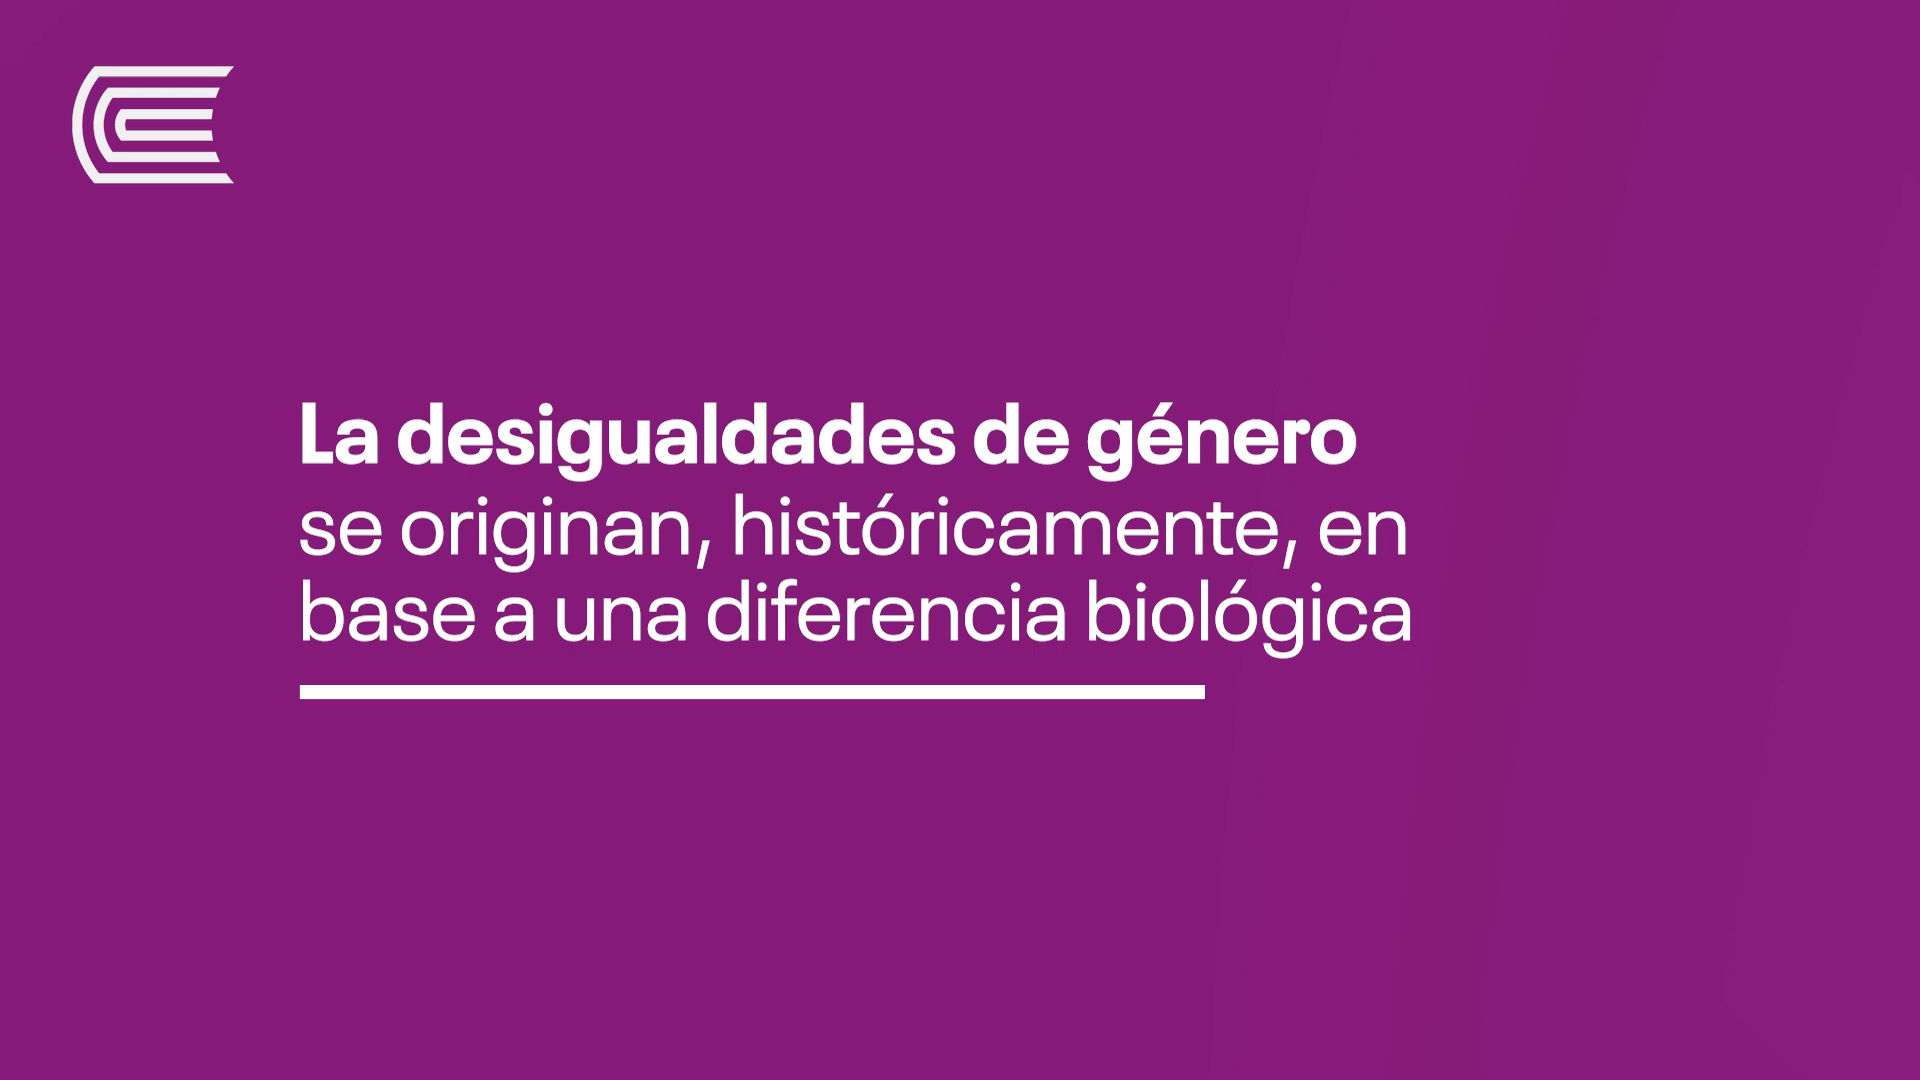 La desigualdades de género
se originan, históricamente, en
base a una diferencia biológica